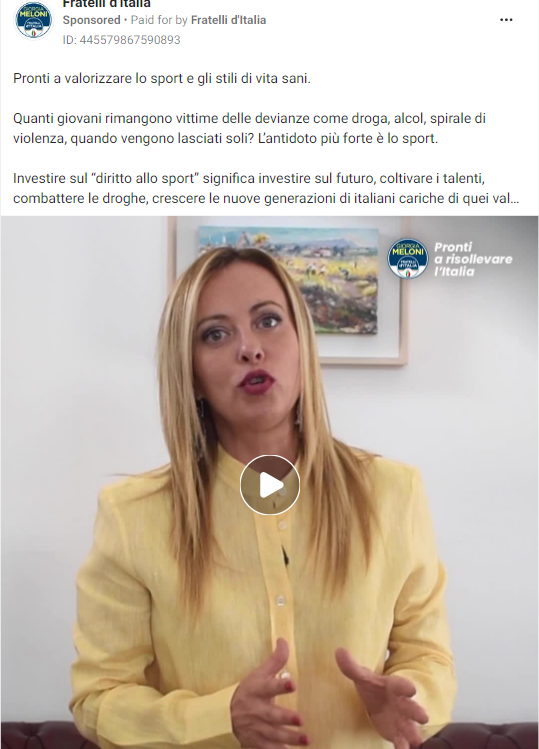 Fratelli d'Italia
Sponsored • Paid for by Fratelli d'Italia
ID: 445579867590893
Pronti a valorizzare lo sport e gli stili di vita sani.
Quanti giovani rimangono vittime delle devianze come droga, alcol, spirale di
violenza, quando vengono lasciati soli? L’antidoto più forte è lo sport.
Investire sul “diritto allo sport” significa investire sul futuro, coltivare i talenti,
combattere le droghe, crescere le nuove generazioni di italiani cariche di quei val...
GIORGIA
MELONI
FRATELLI
d'ITALIA
Pronti
a risollevare
l'Italia